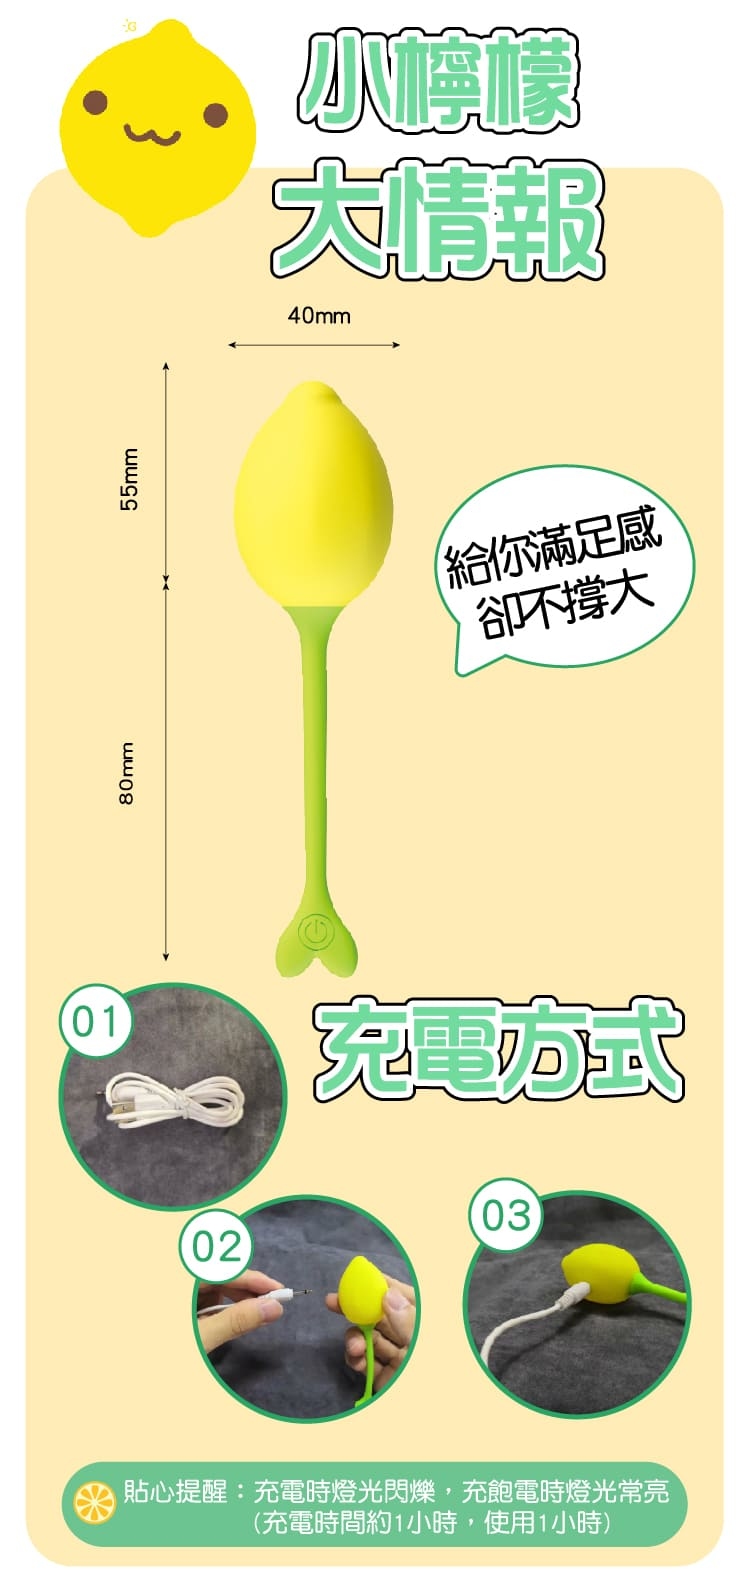 小檸檬
大情報
40mm
55mm
80mm
給你滿足感
卻不撐大
充電方式
01
02
03
貼心提醒：充電時燈光閃爍，充飽電時燈光常亮
(充電時間約1小時，使用1小時)